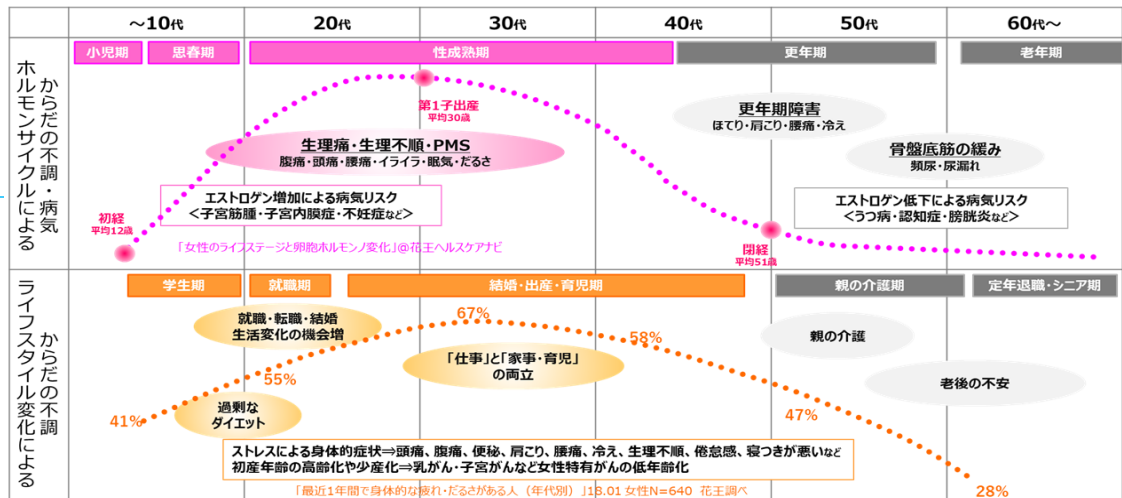 ～10代 20代 30代 40代 50代 60代～
ホルモンサイクルによる
からだの不調・病気
小児期 思春期 性成熟期 更年期 老年期
第1子出産
平均30歳
更年期障害
ほてり・肩こり・腰痛・冷え
生理痛・生理不順・PMS
腹痛・頭痛・腰痛・イライラ・眠気・だるさ
骨盤底筋の緩み
頻尿・尿漏れ
エストロゲン増加による病気リスク
＜子宮筋腫・子宮内膜症・不妊症など＞
エストロゲン低下による病気リスク
＜うつ病・認知症・膀胱炎など＞
初経
平均12歳
「女性のライフステージと卵胞ホルモンノ変化」@花王ヘルスケアナビ
閉経
平均51歳
ライフスタイル変化による
からだの不調
学生期 就職期 結婚・出産・育児期 親の介護期 定年退職・シニア期
就職・転職・結婚
生活変化の機会増
67%
58%
親の介護
「仕事」と「家事・育児」
の両立
55%
老後の不安
過剰な
ダイエット
41%
47%
ストレスによる身体的症状⇒頭痛、腹痛、便秘、肩こり、腰痛、冷え、生理不順、倦怠感、寝つきが悪いなど
初産年齢の高齢化や少産化⇒乳がん・子宮がんなど女性特有がんの低年齢化
「最近1年間で身体的な疲れ・だるさがある人（年代別）」18.01 女性N=640 花王調べ
28%